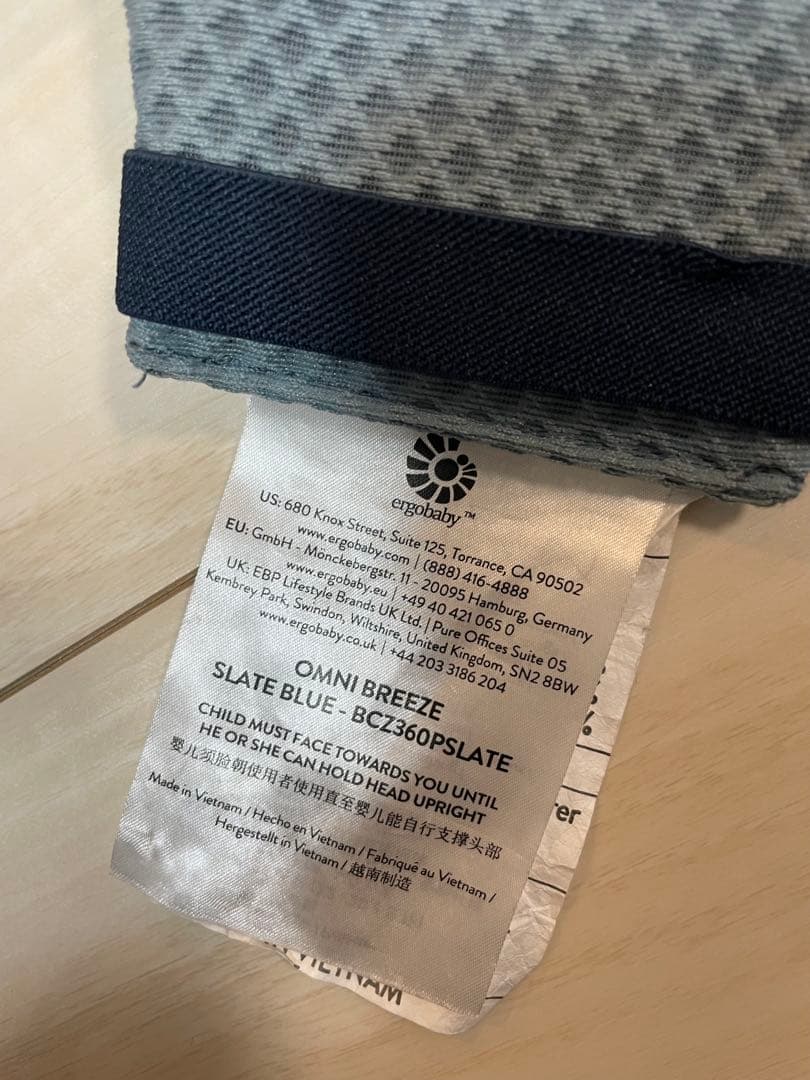 ergobaby™
US: 680 Knox Street, Suite 125, Torrance, CA 90502
www.ergobaby.com | (888) 416-4888
EU: GmbH - Mönckebergstr. 11 - 20095 Hamburg, Germany
www.ergobaby.eu | +49 40 421 065 0
UK: EBP Lifestyle Brands UK Ltd. | Pure Offices Suite 05
Kembrey Park, Swindon, Wiltshire, United Kingdom, SN2 8BW
www.ergobaby.co.uk | +44 203 3186 204
OMNI BREEZE
SLATE BLUE - BCZ360PSLATE
CHILD MUST FACE TOWARDS YOU UNTIL
HE OR SHE CAN HOLD HEAD UPRIGHT
婴儿须脸朝使用者使用直至婴儿能自行支撑头部
Made in Vietnam / Hecho en Vietnam / Fabriqué au Vietnam /
Hergestellt in Vietnam / 越南制造
%
er
VIETNAM